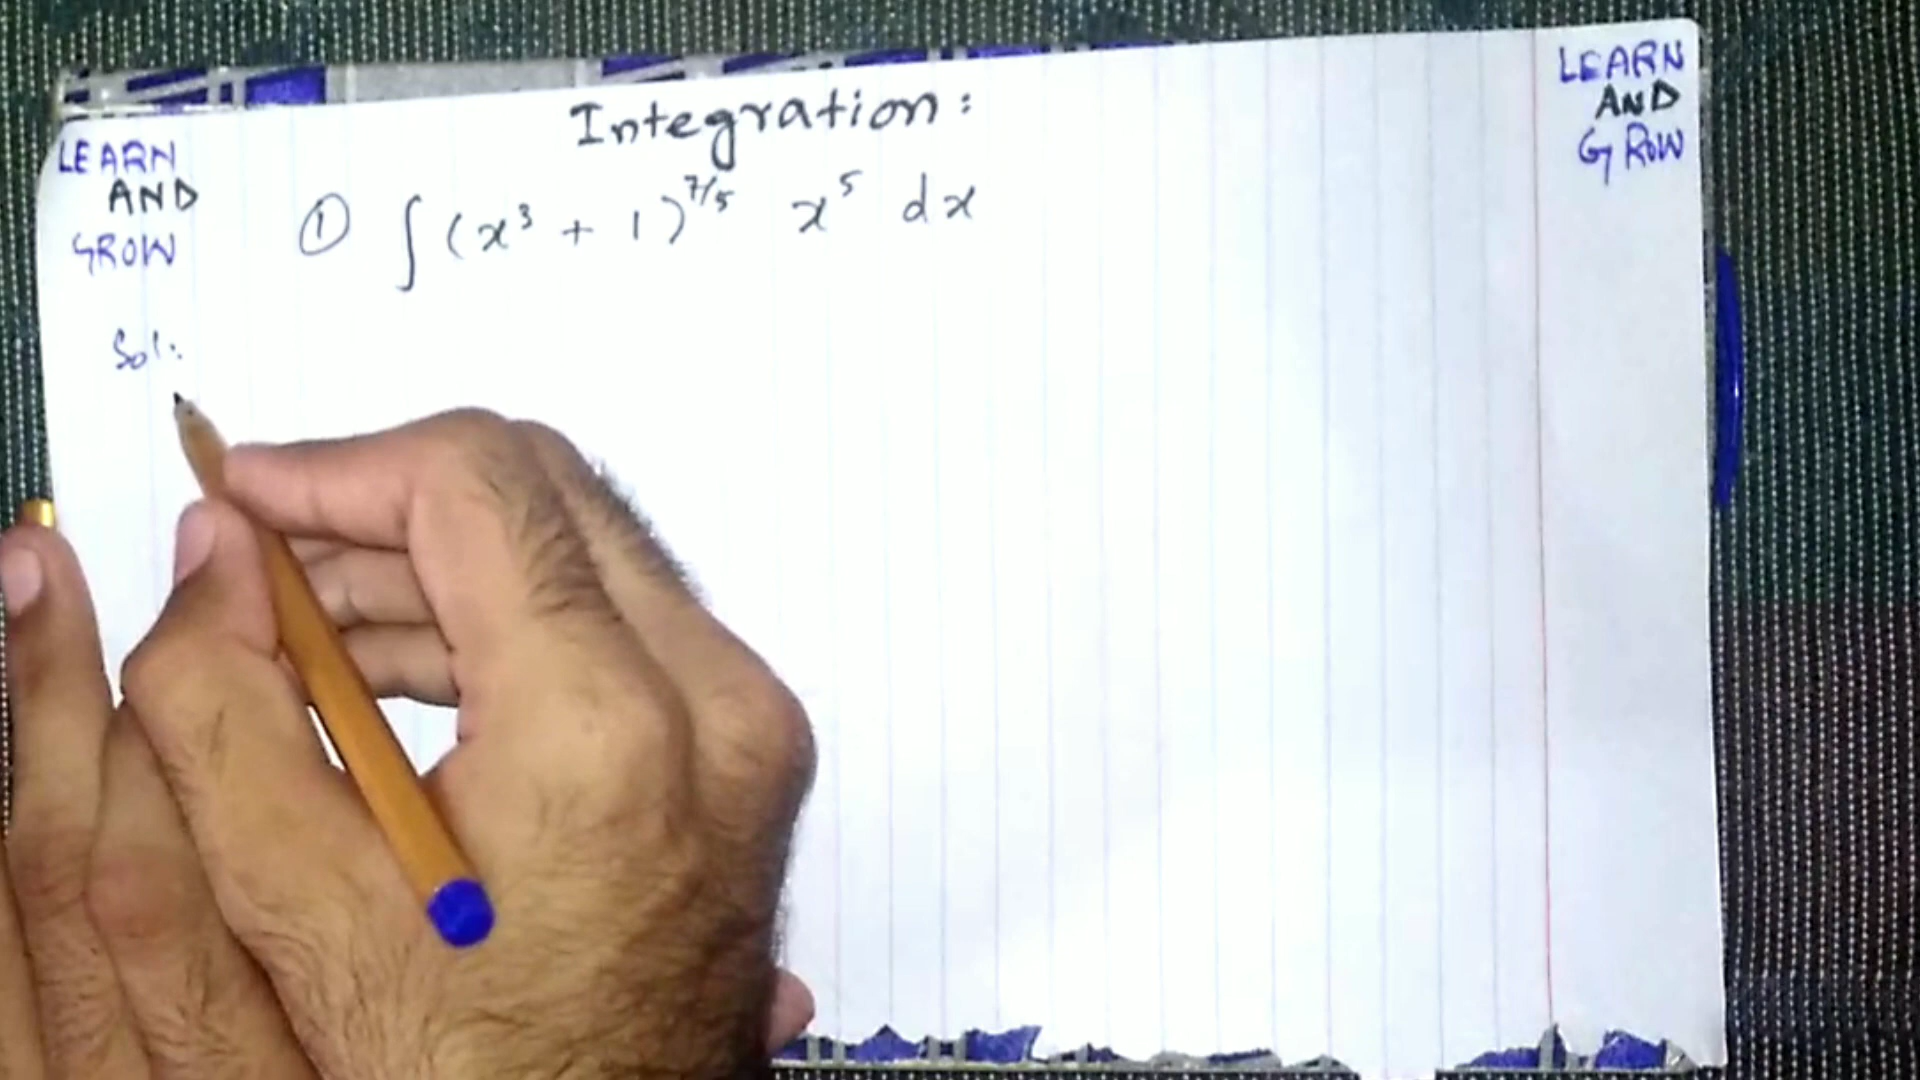 Integration:
LEARN
AND
GROW
LEARN
AND
GROW
① ∫ (x³ + 1)^7/5 x⁵ dx
Sol: